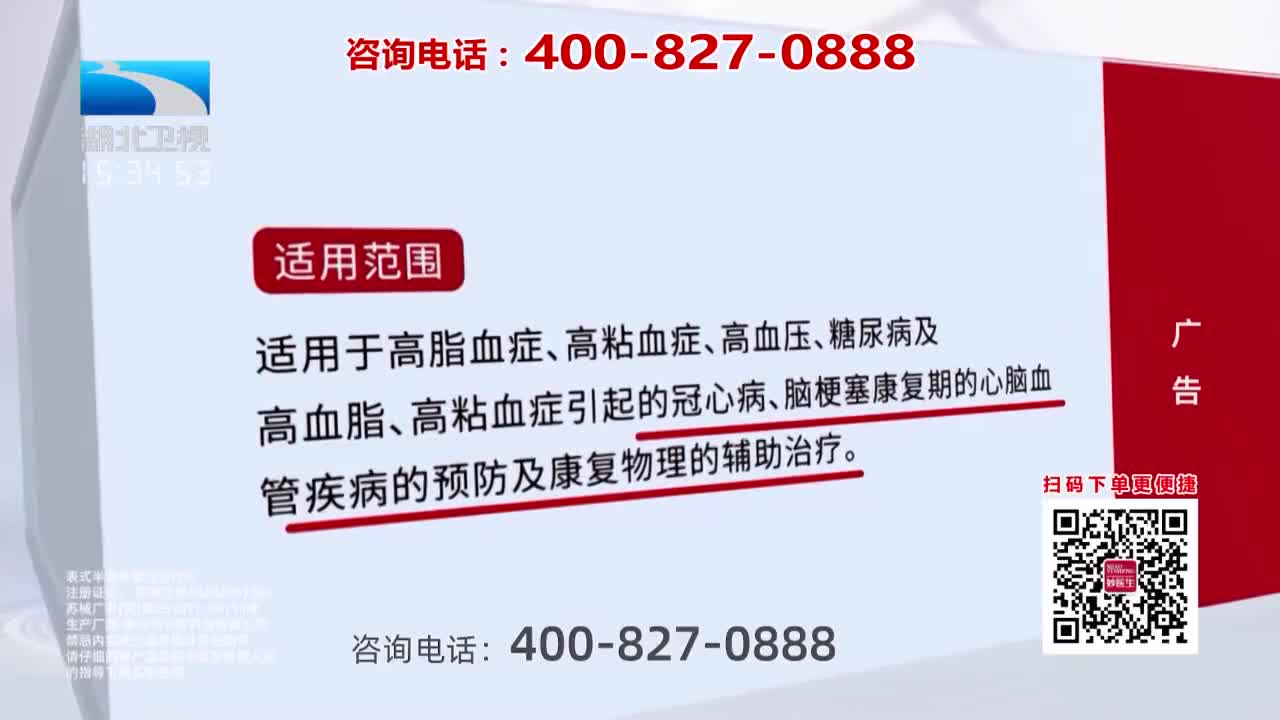 咨询电话：400-827-0888
湖北卫视
15:34:53
适用范围
适用于高脂血症、高粘血症、高血压、糖尿病及
高血脂、高粘血症引起的冠心病、脑梗塞康复期的心脑血
管疾病的预防及康复物理的辅助治疗。
广告
扫码下单更便捷
妙医生
咨询电话：400-827-0888